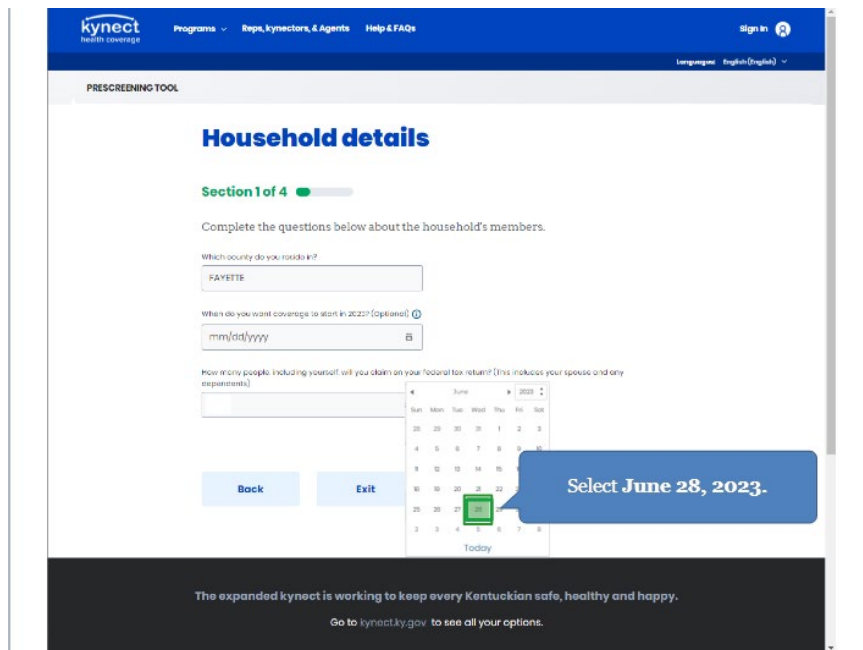 kynect
health coverage
Programs Reps, kynectors, & Agents Help & FAQs Sign In
Languages: English (English)
PRESCREENING TOOL
Household details
Section 1 of 4
Complete the questions below about the household's members.
Which county do you reside in?
FAYETTE
When do you want coverage to start in 2023? (Optional)
mm/dd/yyyy
How many people, including yourself, will you claim on your federal tax return? (This includes your spouse and any
dependents)
June 2023
Sun Mon Tue Wed Thu Fri Sat
28 29 30 31 1 2 3
4 5 6 7 8 9 10
11 12 13 14 15
18 19 20 21 22
25 26 27 28 29
2 3 4 5 6 7 8
Today
Select June 28, 2023.
Back Exit
The expanded kynect is working to keep every Kentuckian safe, healthy and happy.
Go to kynect.ky.gov to see all your options.